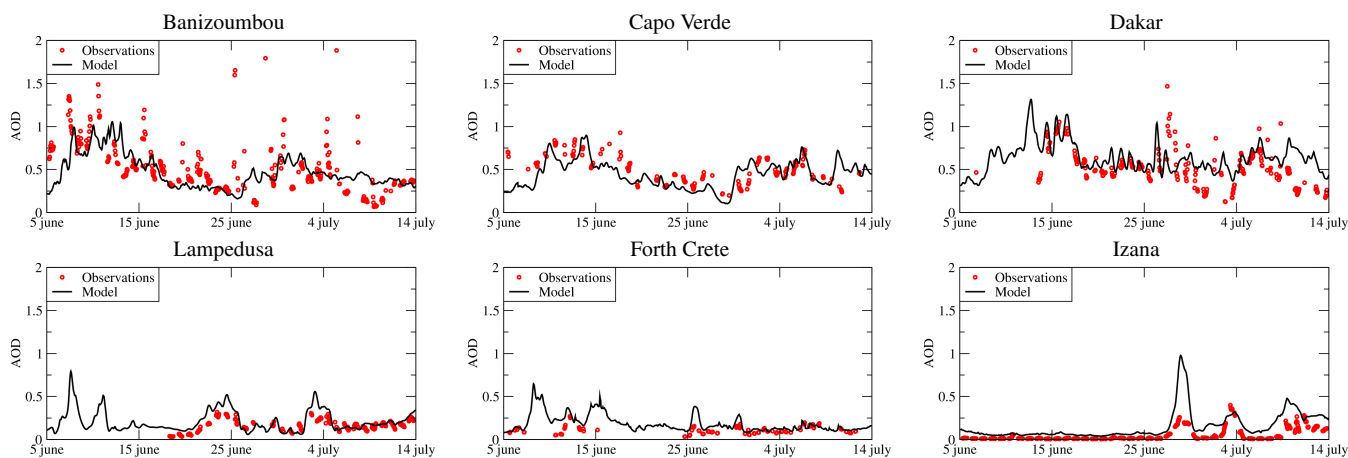 Banizoumbou
Capo Verde
Dakar
2
1.5
1
0.5
0
AOD
Observations
Model
5 june
15 june
25 june
4 july
14 july
2
1.5
1
0.5
0
AOD
Observations
Model
5 june
15 june
25 june
4 july
14 july
2
1.5
1
0.5
0
AOD
Observations
Model
5 june
15 june
25 june
4 july
14 july
Lampedusa
Forth Crete
Izana
2
1.5
1
0.5
0
AOD
Observations
Model
5 june
15 june
25 june
4 july
14 july
2
1.5
1
0.5
0
AOD
Observations
Model
5 june
15 june
25 june
4 july
14 july
2
1.5
1
0.5
0
AOD
Observations
Model
5 june
15 june
25 june
4 july
14 july